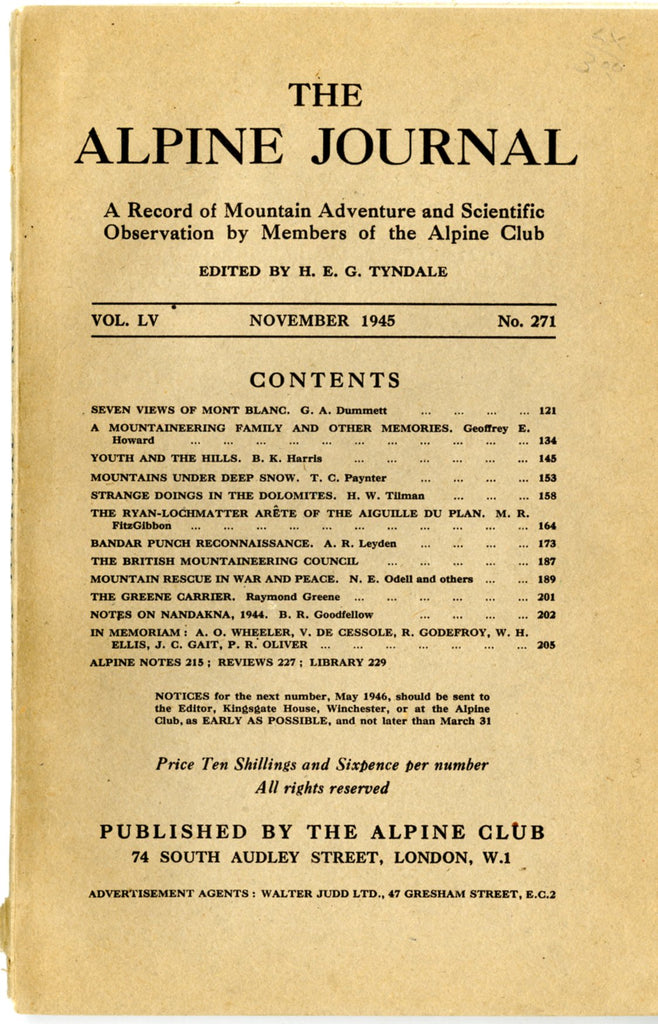 THE
ALPINE JOURNAL
A Record of Mountain Adventure and Scientific
Observation by Members of the Alpine Club
EDITED BY H. E. G. TYNDALE
VOL. LV NOVEMBER 1945 No. 271
CONTENTS
SEVEN VIEWS OF MONT BLANC. G. A. Dummett ... ... ... ... 121
A MOUNTAINEERING FAMILY AND OTHER MEMORIES. Geoffrey E.
Howard ... ... ... ... ... ... ... ... ... ... ... 134
YOUTH AND THE HILLS. B. K. Harris ... ... ... ... ... 145
MOUNTAINS UNDER DEEP SNOW. T. C. Paynter ... ... ... ... 153
STRANGE DOINGS IN THE DOLOMITES. H. W. Tilman ... ... ... 158
THE RYAN-LOCHMATTER ARÊTE OF THE AIGUILLE DU PLAN. M. R.
FitzGibbon ... ... ... ... ... ... ... ... ... ... ... 164
BANDAR PUNCH RECONNAISSANCE. A. R. Leyden ... ... ... ... 173
THE BRITISH MOUNTAINEERING COUNCIL ... ... ... ... 187
MOUNTAIN RESCUE IN WAR AND PEACE. N. E. Odell and others ... ... 189
THE GREENE CARRIER. Raymond Greene ... ... ... ... ... ... 201
NOTES ON NANDAKNA, 1944. B. R. Goodfellow ... ... ... ... 202
IN MEMORIAM : A. O. WHEELER, V. DE CESSOLE, R. GODEFROY, W. H.
ELLIS, J. C. GAIT, P. R. OLIVER ... ... ... ... ... ... ... 205
ALPINE NOTES 215 ; REVIEWS 227 ; LIBRARY 229
NOTICES for the next number, May 1946, should be sent to
the Editor, Kingsgate House, Winchester, or at the Alpine
Club, as EARLY AS POSSIBLE, and not later than March 31
Price Ten Shillings and Sixpence per number
All rights reserved
PUBLISHED BY THE ALPINE CLUB
74 SOUTH AUDLEY STREET, LONDON, W.1
ADVERTISEMENT AGENTS : WALTER JUDD LTD., 47 GRESHAM STREET, E.C.2